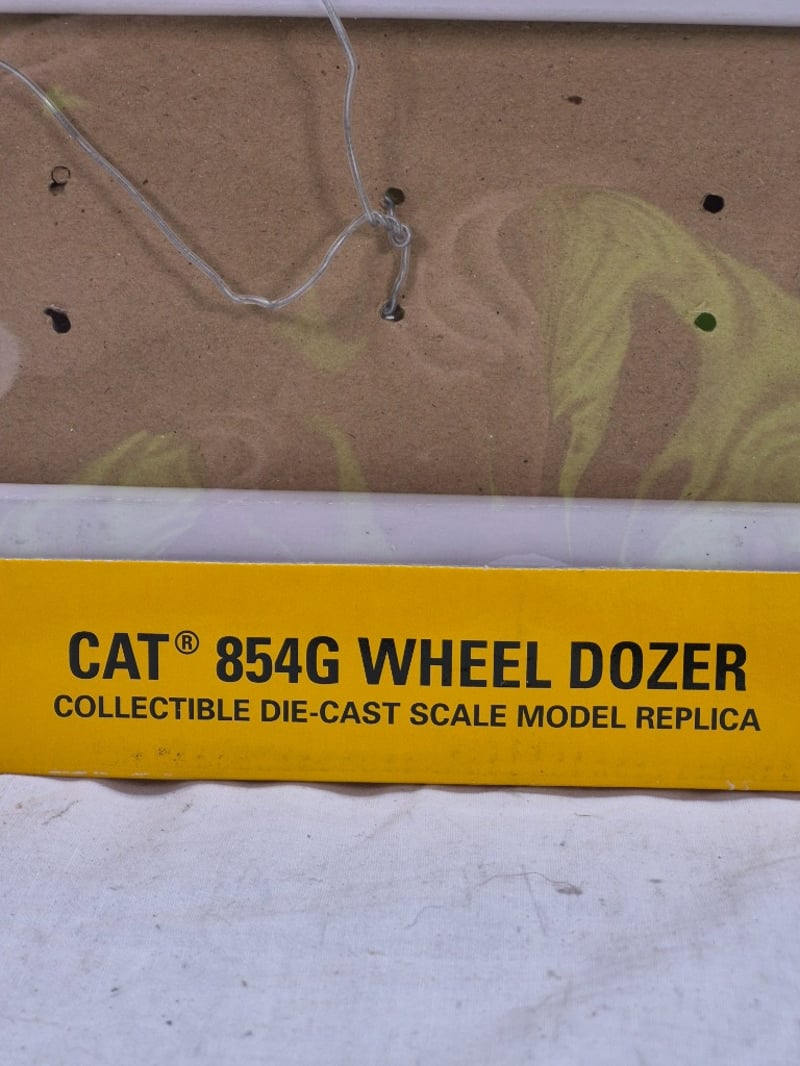 CAT® 854G WHEEL DOZER
COLLECTIBLE DIE-CAST SCALE MODEL REPLICA